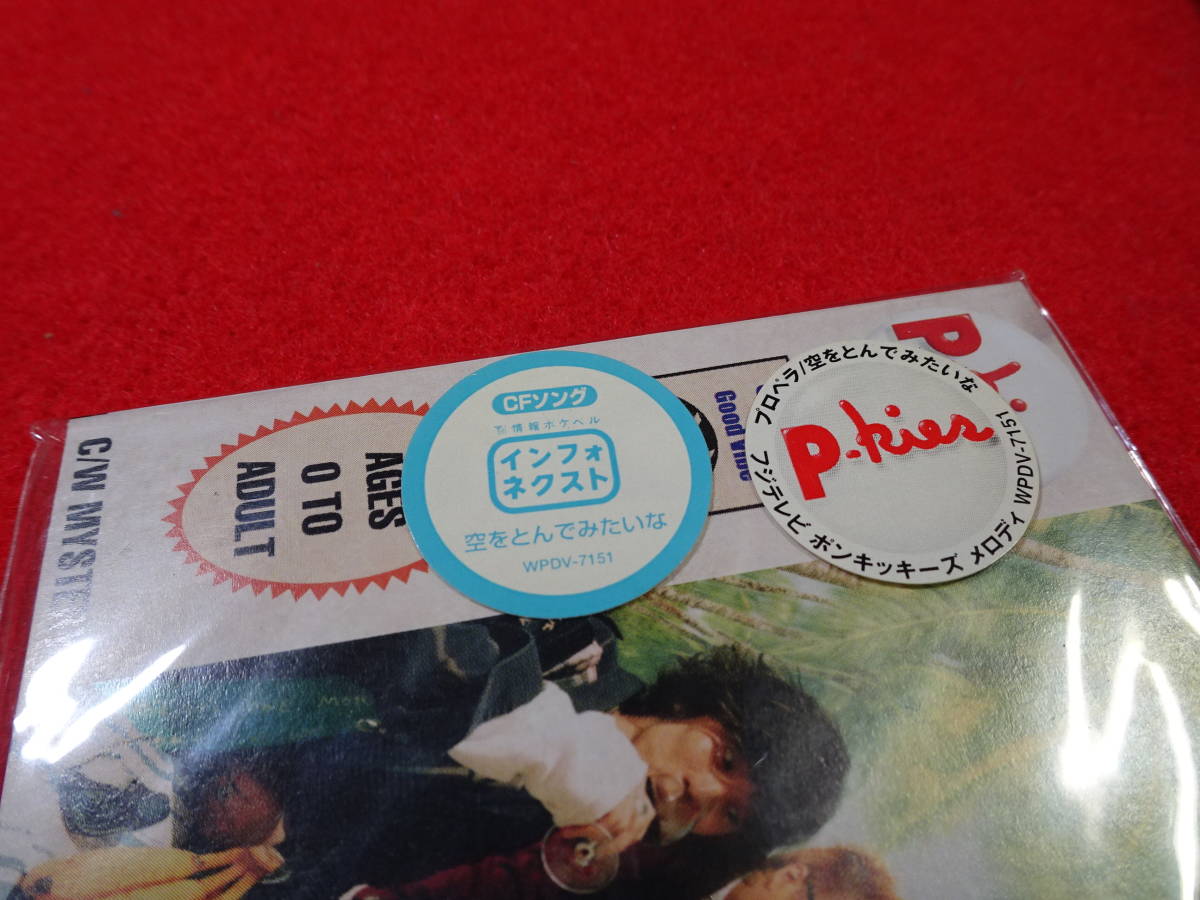 CFソング
情報ポケベル
インフォ
ネクスト
空をとんでみたいな
WPDV-7151
プロペラ/空をとんでみたいな
P-kies
フジテレビ ポンキッキーズ メロディ WPDV-7151
AGES
0 TO
ADULT
C/W
Good